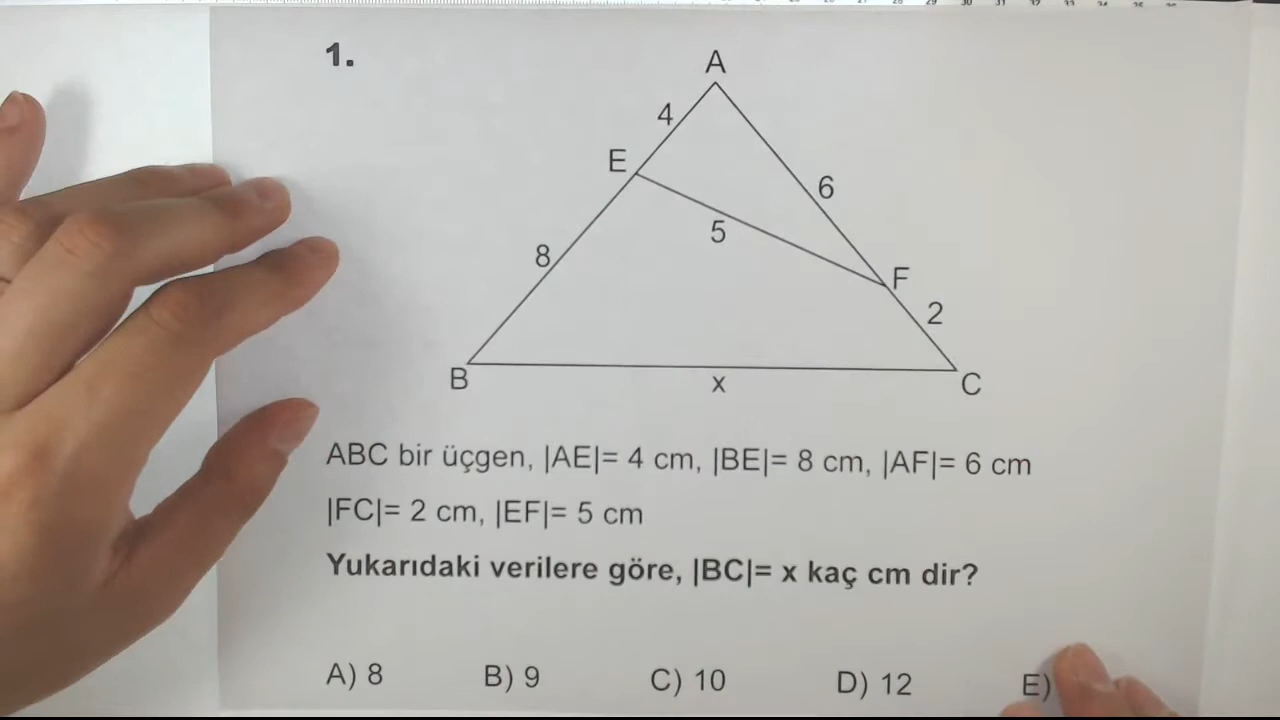 1.
A
4
E
6
5
8
F
2
B
x
C
ABC bir üçgen, |AE|= 4 cm, |BE|= 8 cm, |AF|= 6 cm
|FC|= 2 cm, |EF|= 5 cm
Yukarıdaki verilere göre, |BC|= x kaç cm dir?
A) 8 B) 9 C) 10 D) 12 E)